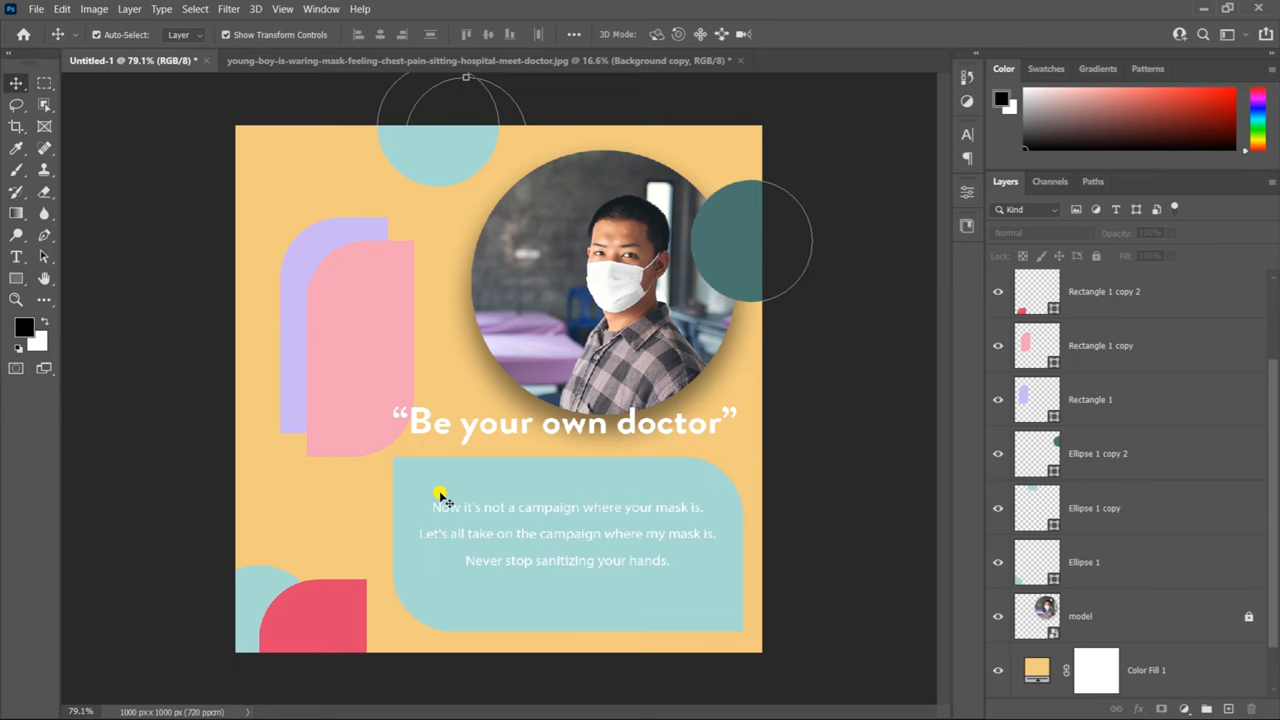 File Edit Image Layer Type Select Filter 3D View Window Help
Auto-Select: Layer Show Transform Controls 3D Mode:
Untitled-1 @ 79.1% (RGB/8) * × young-boy-is-waring-mask-feeling-chest-pain-sitting-hospital-meet-doctor.jpg @ 16.6% (Background copy, RGB/8) * ×
Color Swatches Gradients Patterns
Layers Channels Paths
Kind
Normal Opacity: 100%
Lock: Fill: 100%
Rectangle 1 copy 2
Rectangle 1 copy
Rectangle 1
Ellipse 1 copy 2
Ellipse 1 copy
Ellipse 1
model
Color Fill 1
“Be your own doctor”
Now it's not a campaign where your mask is.
Let's all take on the campaign where my mask is.
Never stop sanitizing your hands.
79.1% 1000 px x 1000 px (720 ppcm)